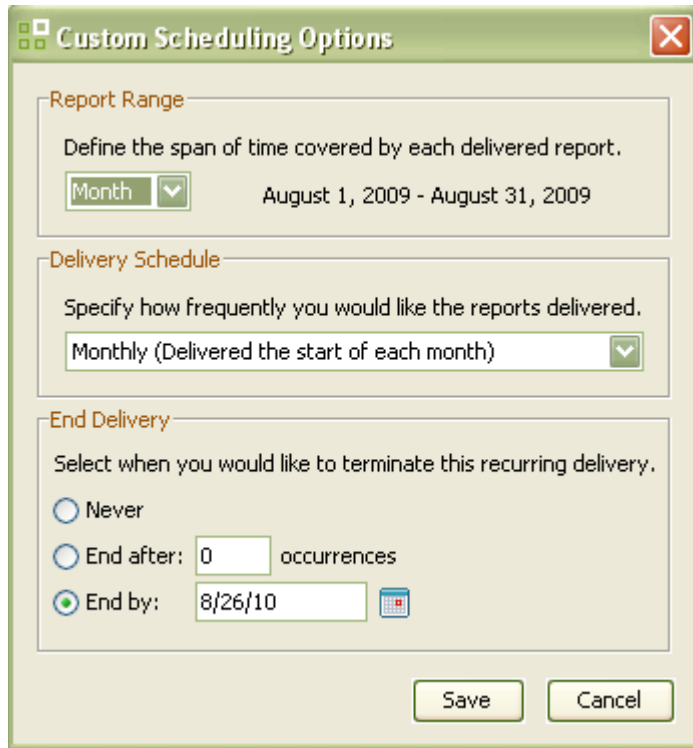 Custom Scheduling Options
Report Range
Define the span of time covered by each delivered report.
Month August 1, 2009 - August 31, 2009
Delivery Schedule
Specify how frequently you would like the reports delivered.
Monthly (Delivered the start of each month)
End Delivery
Select when you would like to terminate this recurring delivery.
Never
End after: 0 occurrences
End by: 8/26/10
Save Cancel